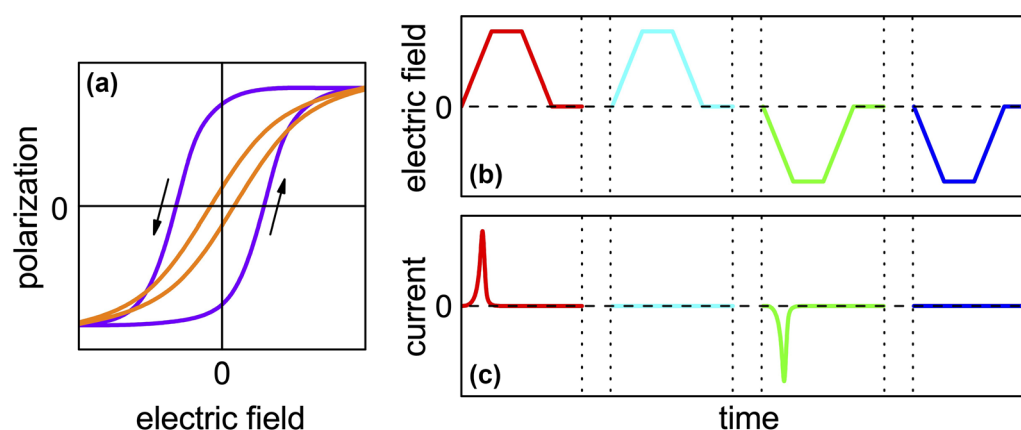 (a)
polarization
0
0
electric field
electric field
0
(b)
current
0
(c)
time